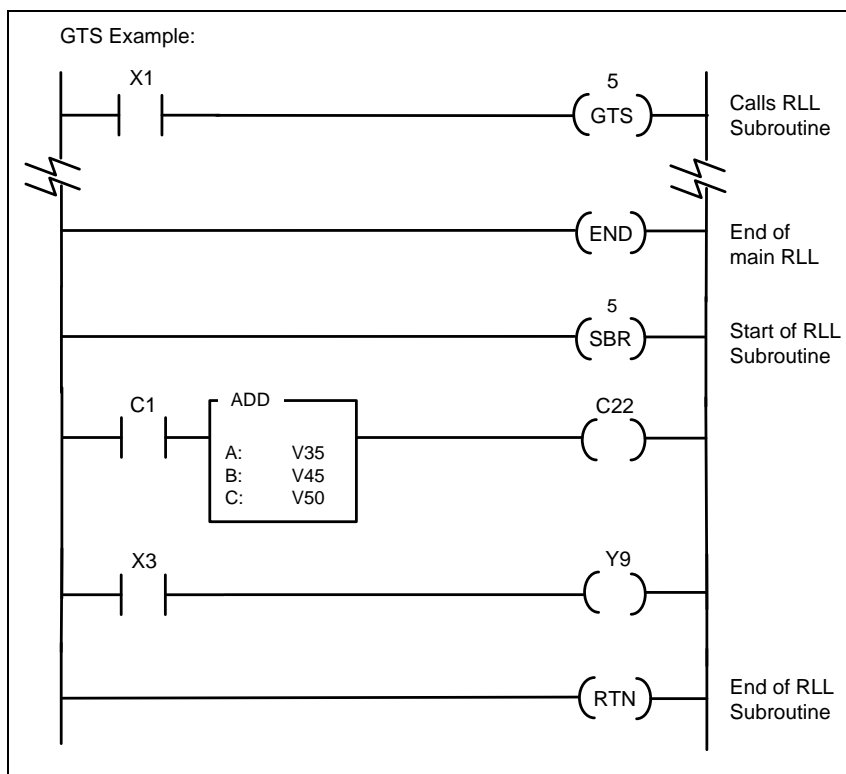 GTS Example:
X1
5
GTS
Calls RLL
Subroutine
END
End of
main RLL
5
SBR
Start of RLL
Subroutine
C1
ADD
A: V35
B: V45
C: V50
C22
X3
Y9
RTN
End of RLL
Subroutine